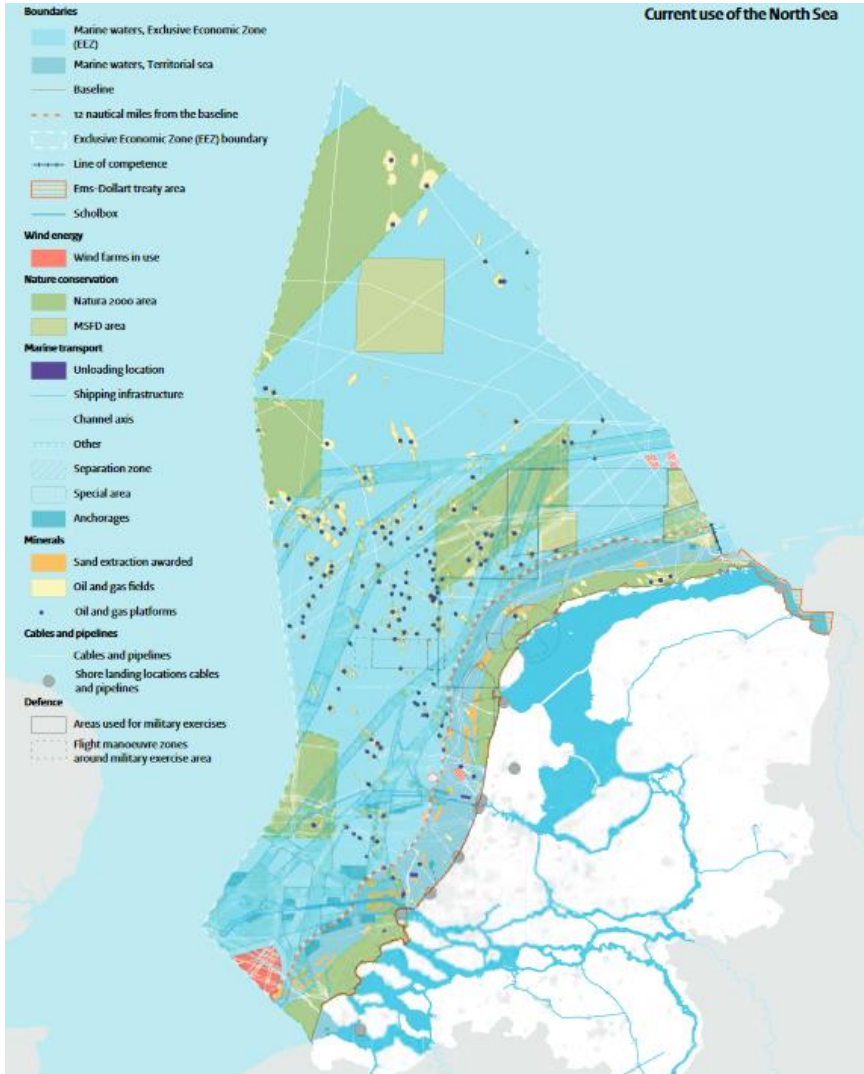 Current use of the North Sea
Boundaries
Marine waters, Exclusive Economic Zone
(EEZ)
Marine waters, Territorial sea
Baseline
12 nautical miles from the baseline
Exclusive Economic Zone (EEZ) boundary
Line of competence
Ems-Dollart treaty area
Scholbox
Wind energy
Wind farms in use
Nature conservation
Natura 2000 area
MSFD area
Marine transport
Unloading location
Shipping infrastructure
Channel axis
Other
Separation zone
Special area
Anchorages
Minerals
Sand extraction awarded
Oil and gas fields
Oil and gas platforms
Cables and pipelines
Cables and pipelines
Shore landing locations cables
and pipelines
Defence
Areas used for military exercises
Flight manoeuvre zones
around military exercise area